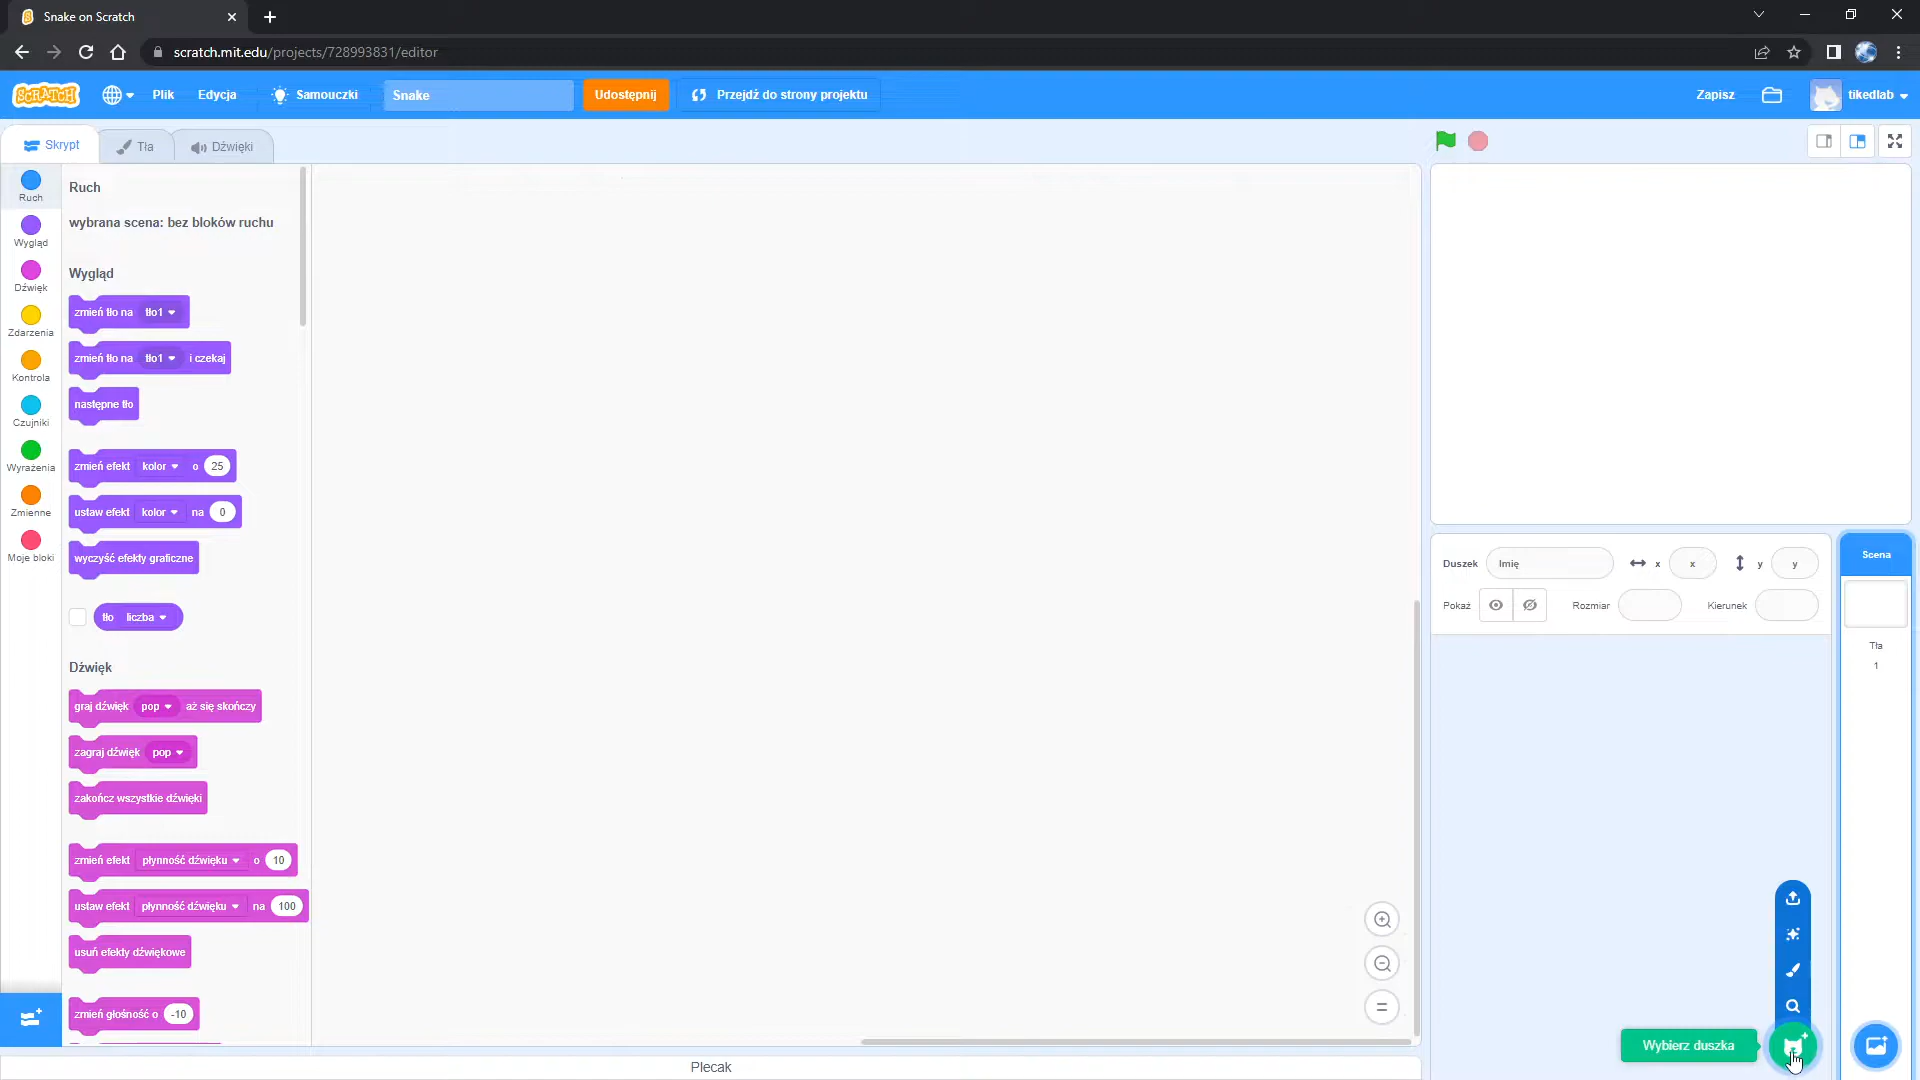 Snake on Scratch
scratch.mit.edu/projects/728993831/editor
SCRATCH
Plik
Edycja
Samouczki
Snake
Udostępnij
Przejdź do strony projektu
Zapisz
tikedlab
Skrypt
Tła
Dźwięki
Ruch
Wygląd
Dźwięk
Zdarzenia
Kontrola
Czujniki
Wyrażenia
Zmienne
Moje bloki
Ruch
wybrana scena: bez bloków ruchu
Wygląd
zmień tło na tło1
zmień tło na tło1 i czekaj
następne tło
zmień efekt kolor o 25
ustaw efekt kolor na 0
wyczyść efekty graficzne
tło liczba
Dźwięk
graj dźwięk pop aż się skończy
zagraj dźwięk pop
zakończ wszystkie dźwięki
zmień efekt płynność dźwięku o 10
ustaw efekt płynność dźwięku na 100
usuń efekty dźwiękowe
zmień głośność o -10
Plecak
Duszek Imię x x y y
Pokaż Rozmiar Kierunek
Scena
Tła
1
Wybierz duszka